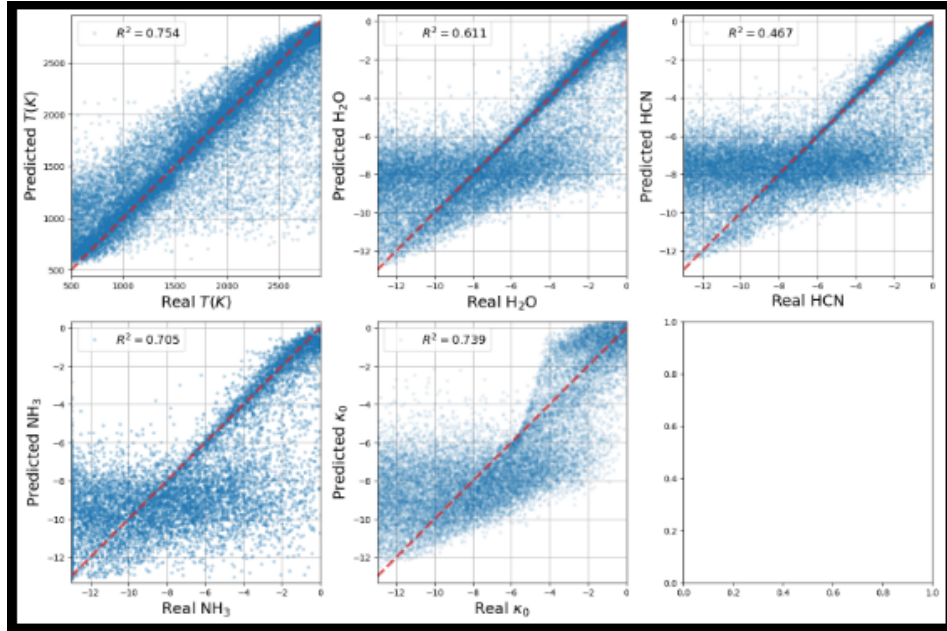 R² = 0.754
Predicted T(K)
2500
2000
1500
1000
500
500 1000 1500 2000 2500
Real T(K)
R² = 0.611
Predicted H₂O
0
−2
−4
−6
−8
−10
−12
−12 −10 −8 −6 −4 −2 0
Real H₂O
R² = 0.467
Predicted HCN
0
−2
−4
−6
−8
−10
−12
−12 −10 −8 −6 −4 −2 0
Real HCN
R² = 0.705
Predicted NH₃
0
−2
−4
−6
−8
−10
−12
−12 −10 −8 −6 −4 −2 0
Real NH₃
R² = 0.739
Predicted κ₀
0
−2
−4
−6
−8
−10
−12
−12 −10 −8 −6 −4 −2 0
Real κ₀
1.0
0.8
0.6
0.4
0.2
0.0
0.0 0.2 0.4 0.6 0.8 1.0